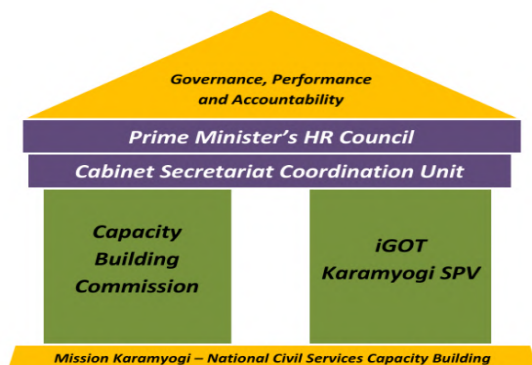 Governance, Performance
and Accountability
Prime Minister's HR Council
Cabinet Secretariat Coordination Unit
Capacity
Building
Commission
iGOT
Karamyogi SPV
Mission Karamyogi – National Civil Services Capacity Building